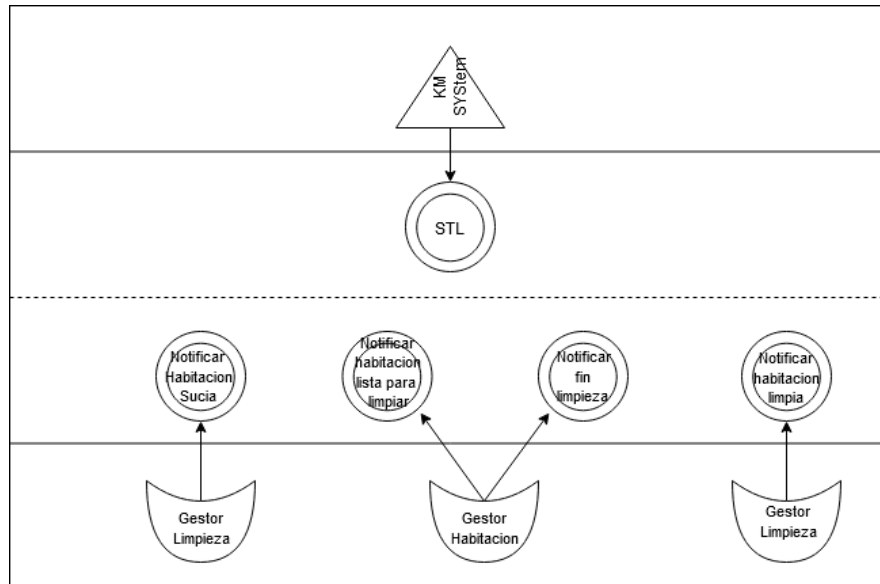 KM
SYStem
STL
Notificar
Habitacion
Sucia
Notificar
habitacion
lista para
limpiar
Notificar
fin
limpieza
Notificar
habitacion
limpia
Gestor
Limpieza
Gestor
Habitacion
Gestor
Limpieza